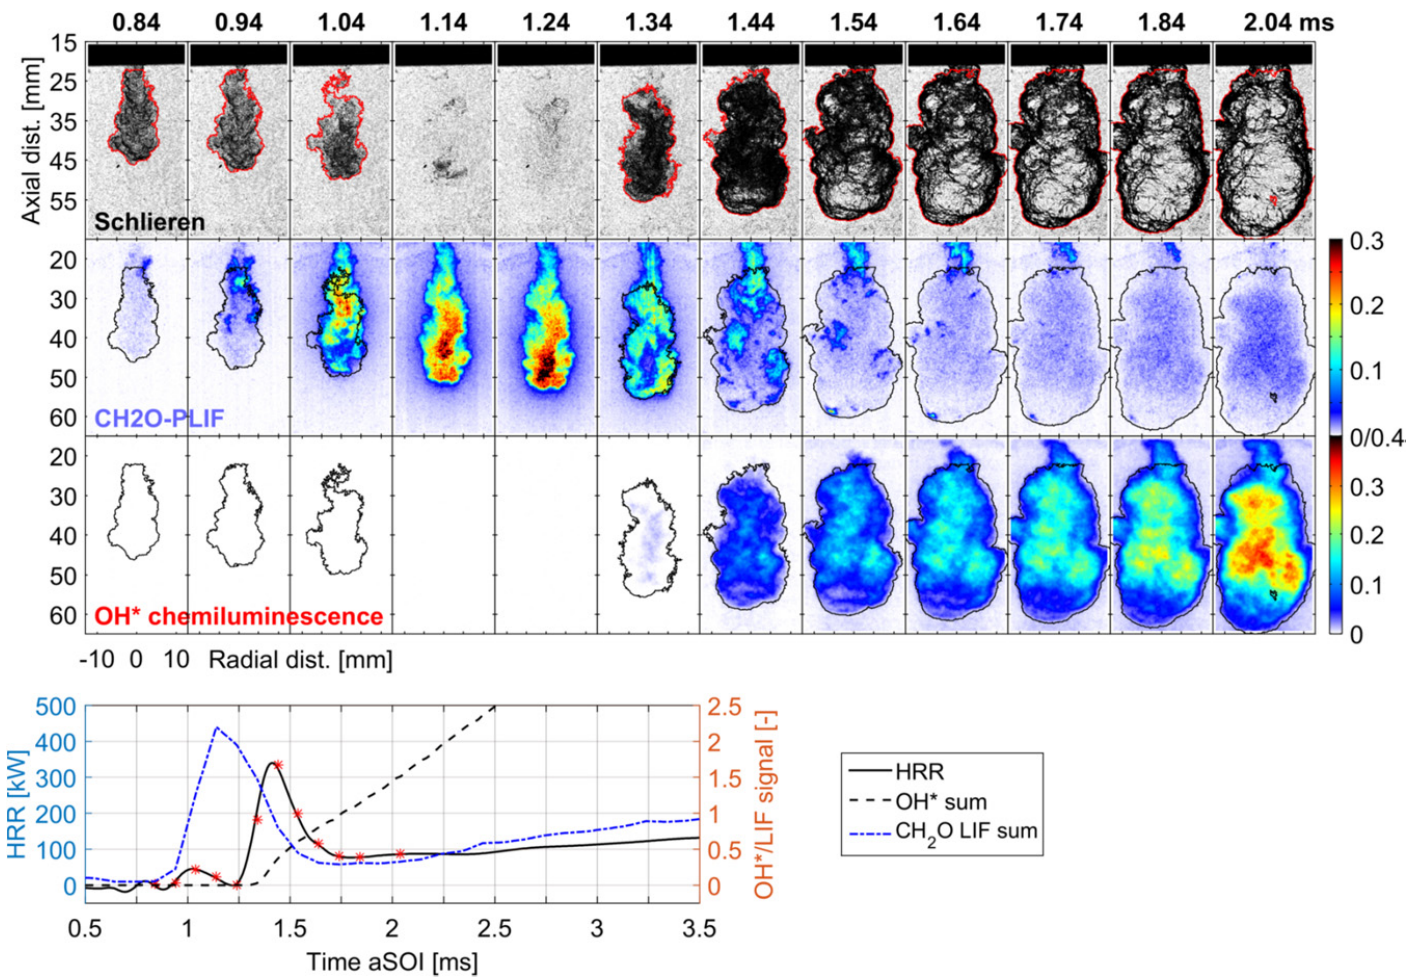 0.84 0.94 1.04 1.14 1.24 1.34 1.44 1.54 1.64 1.74 1.84 2.04 ms
Axial dist. [mm]
15
25
35
45
55
Schlieren
20
30
40
50
60
CH2O-PLIF
0.3
0.2
0.1
0/0.4
20
30
40
50
60
OH* chemiluminescence
0.3
0.2
0.1
0
-10 0 10 Radial dist. [mm]
HRR [kW]
500
400
300
200
100
0
2.5
2
1.5
1
0.5
0
OH*/LIF signal [-]
0.5 1 1.5 2 2.5 3 3.5
Time aSOI [ms]
HRR
OH* sum
CH2O LIF sum